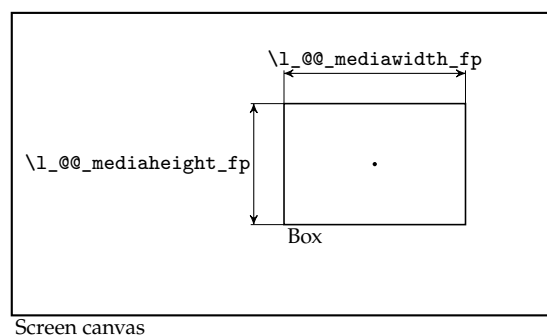 \l_@@_mediawidth_fp
\l_@@_mediaheight_fp
Box
Screen canvas